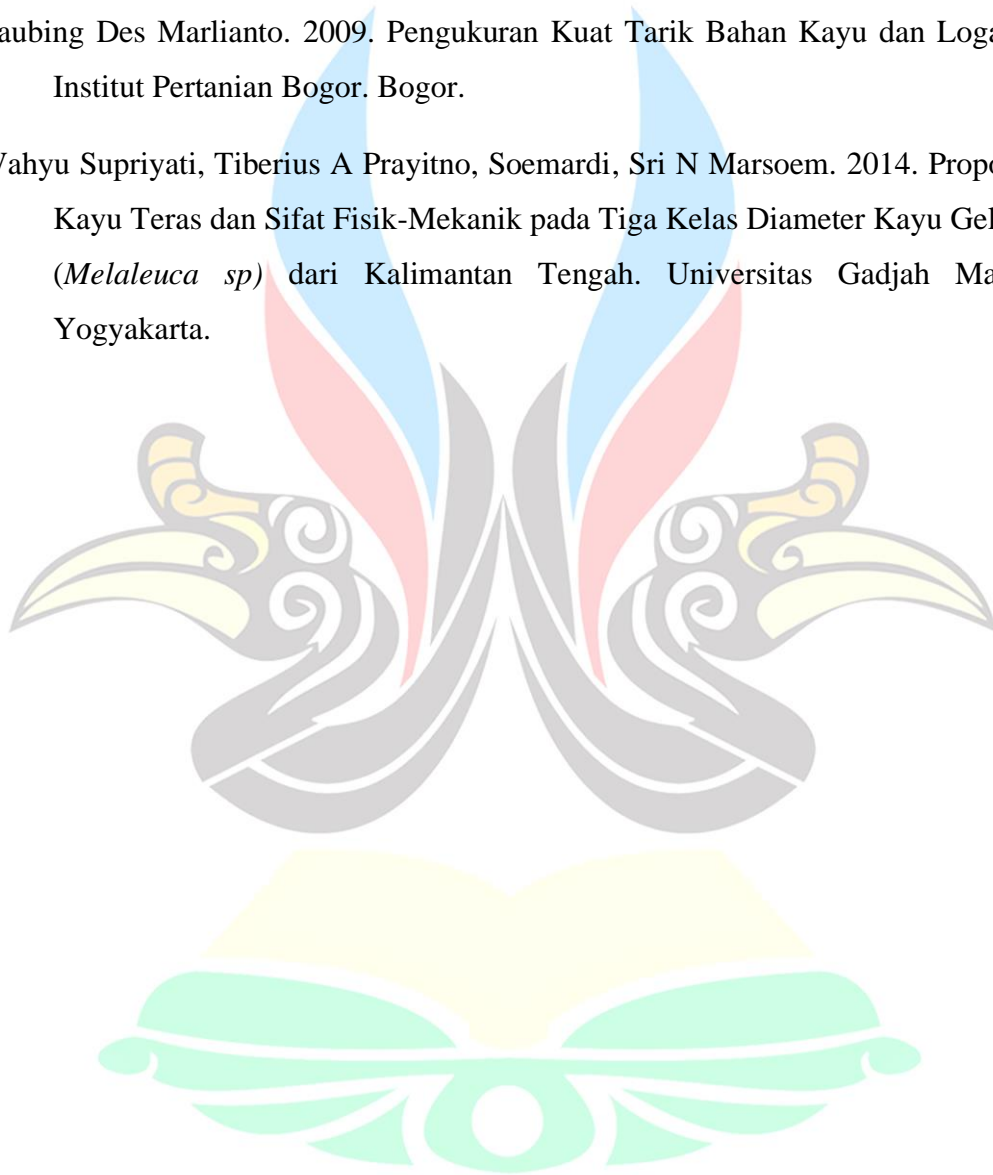 Des Marlianto. 2009. Pengukuran Kuat Tarik Bahan Kayu dan
Institut Pertanian Bogor. Bogor.
Supriyati, Tiberius A Prayitno, Soemardi, Sri N Marsoem. 2014.
Kayu Teras dan Sifat Fisik-Mekanik pada Tiga Kelas Diameter Kayu
(Melaleuca sp) dari Kalimantan Tengah. Universitas Gadjah
Yogyakarta.